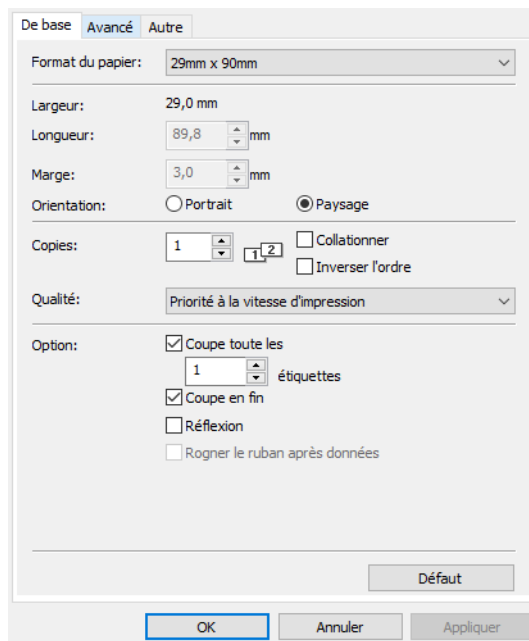 De base Avancé Autre
Format du papier: 29mm x 90mm
Largeur: 29,0 mm
Longueur: 89,8 mm
Marge: 3,0 mm
Orientation: Portrait Paysage
Copies: 1 1 2 Collationner
Inverser l'ordre
Qualité: Priorité à la vitesse d'impression
Option: Coupe toute les
1 étiquettes
Coupe en fin
Réflexion
Rogner le ruban après données
Défaut
OK Annuler Appliquer